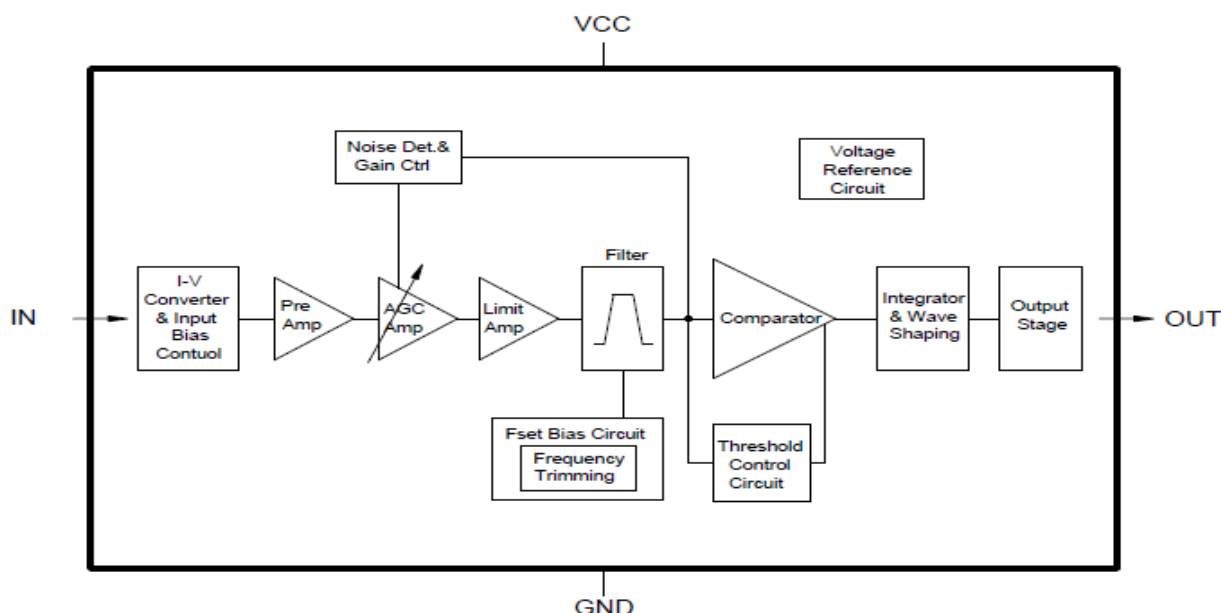 VCC
Noise Det.&
Gain Ctrl
Voltage
Reference
Circuit
Filter
IN
I-V
Converter
& Input
Bias
Contuol
Pre
Amp
AGC
Amp
Limit
Amp
Comparator
Integrator
& Wave
Shaping
Output
Stage
OUT
Fset Bias Circuit
Frequency
Trimming
Threshold
Control
Circuit
GND